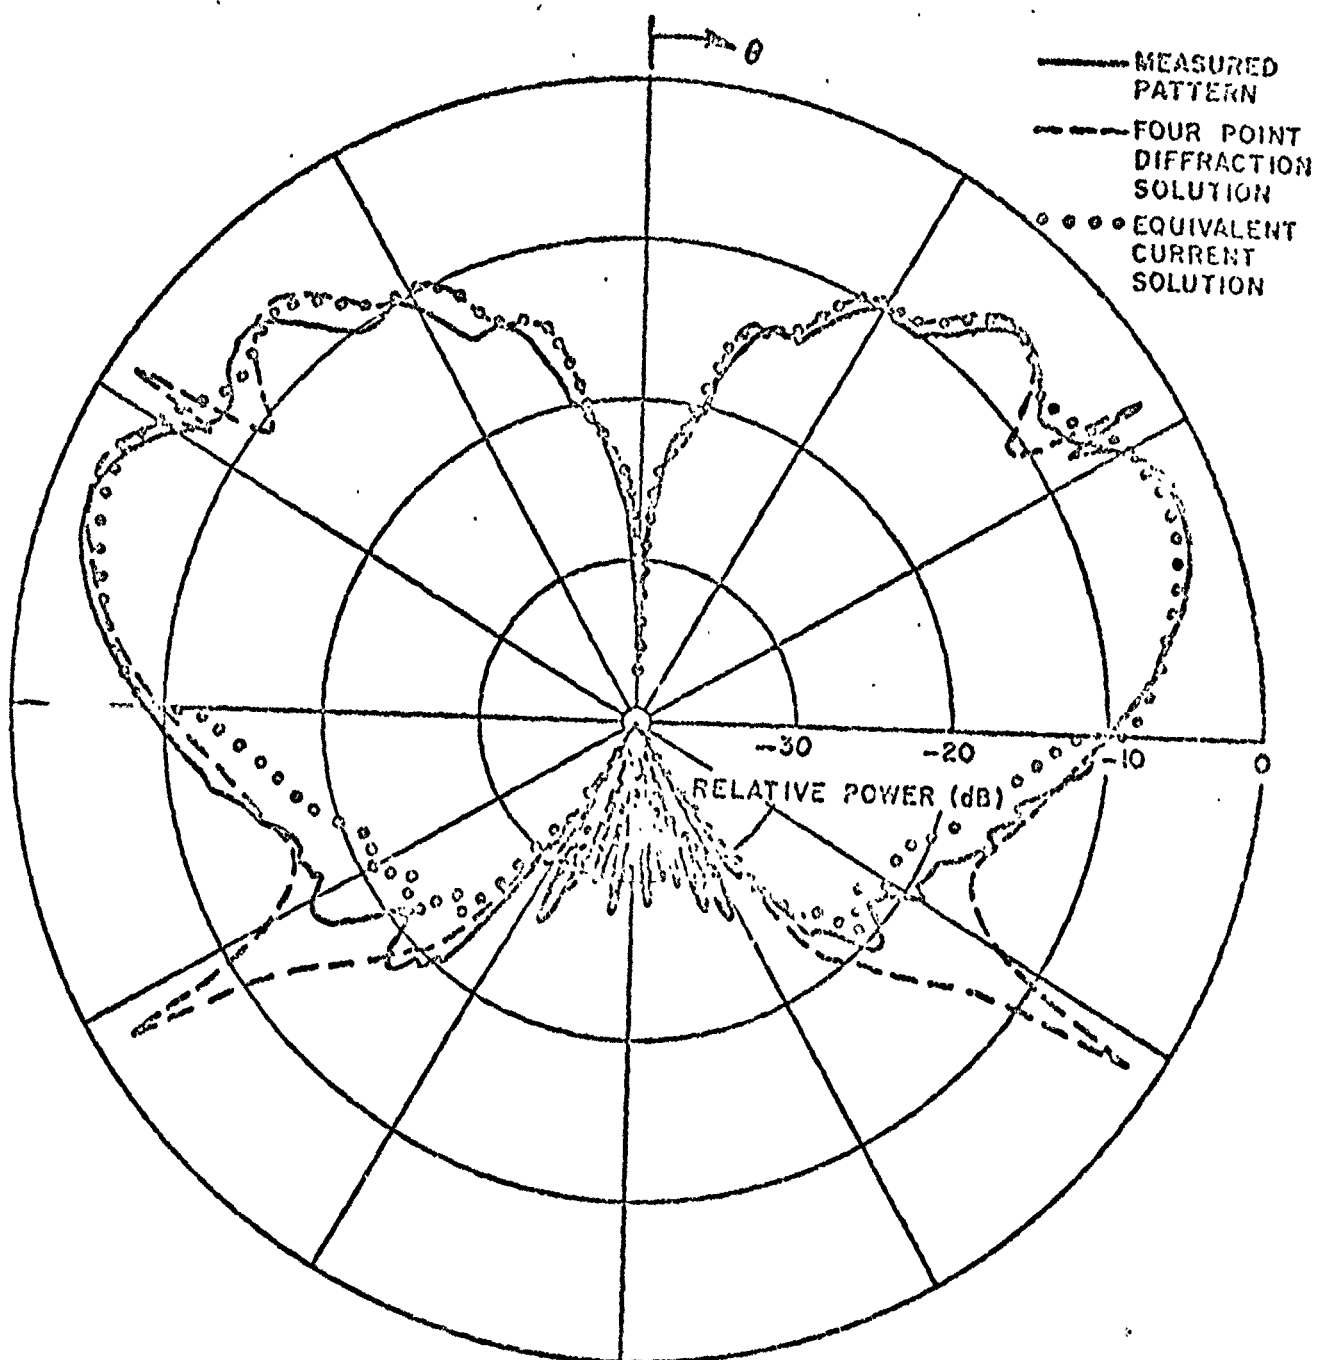 θ
MEASURED
PATTERN
FOUR POINT
DIFFRACTION
SOLUTION
EQUIVALENT
CURRENT
SOLUTION
-30
-20
-10
0
RELATIVE POWER (dB)